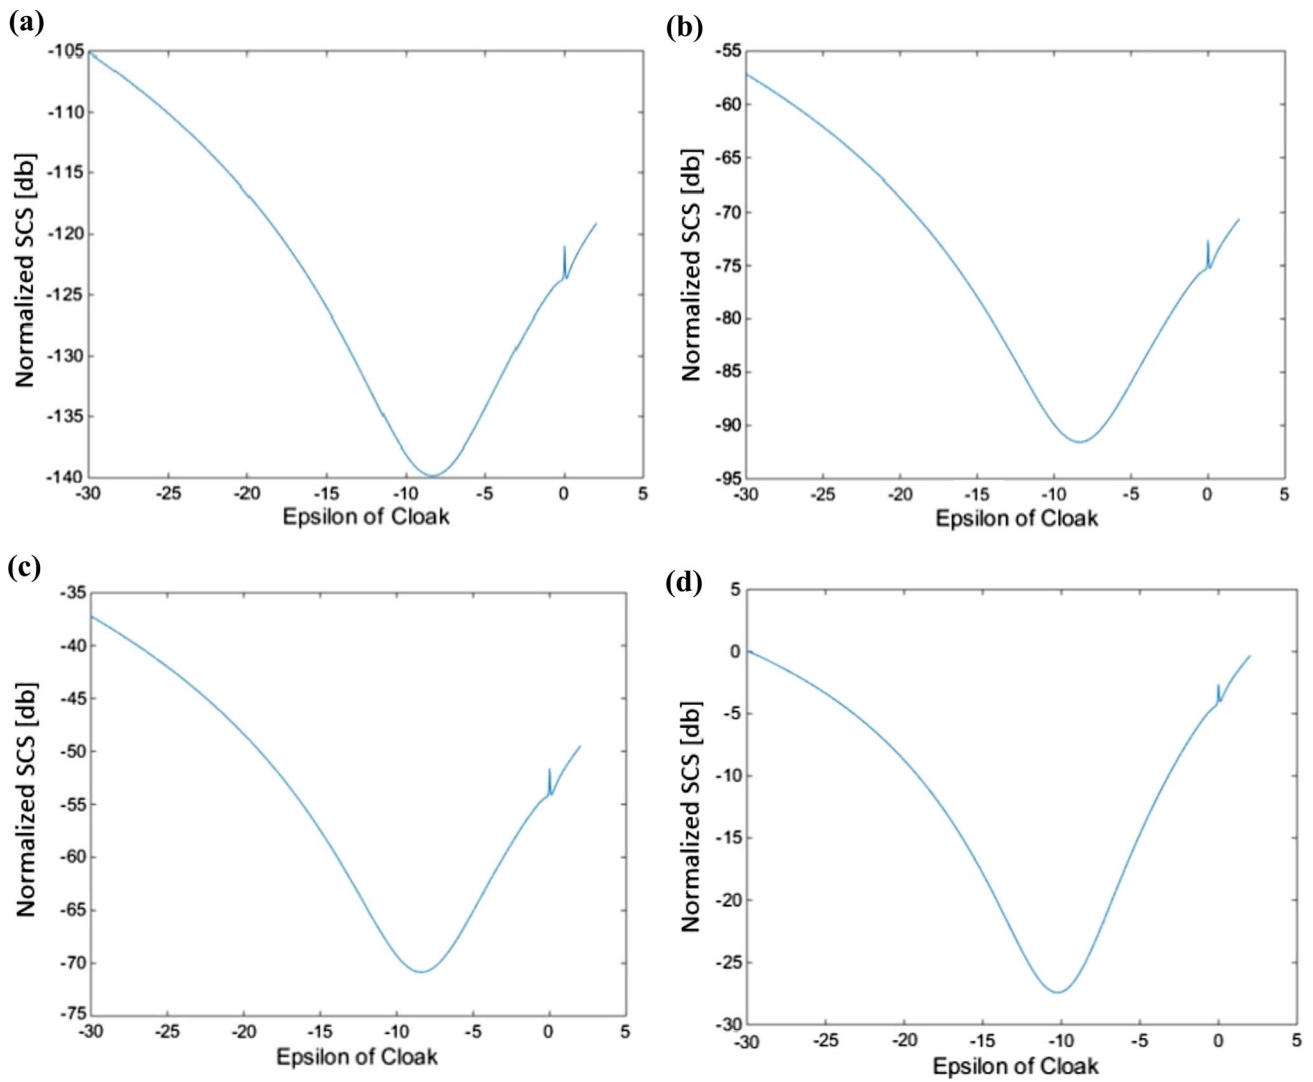 (a)
-105
-110
-115
-120
-125
-130
-135
-140
-30 -25 -20 -15 -10 -5 0 5
Normalized SCS [db]
Epsilon of Cloak
(b)
-55
-60
-65
-70
-75
-80
-85
-90
-95
-30 -25 -20 -15 -10 -5 0 5
Normalized SCS [db]
Epsilon of Cloak
(c)
-35
-40
-45
-50
-55
-60
-65
-70
-75
-30 -25 -20 -15 -10 -5 0 5
Normalized SCS [db]
Epsilon of Cloak
(d)
5
0
-5
-10
-15
-20
-25
-30
-30 -25 -20 -15 -10 -5 0 5
Normalized SCS [db]
Epsilon of Cloak